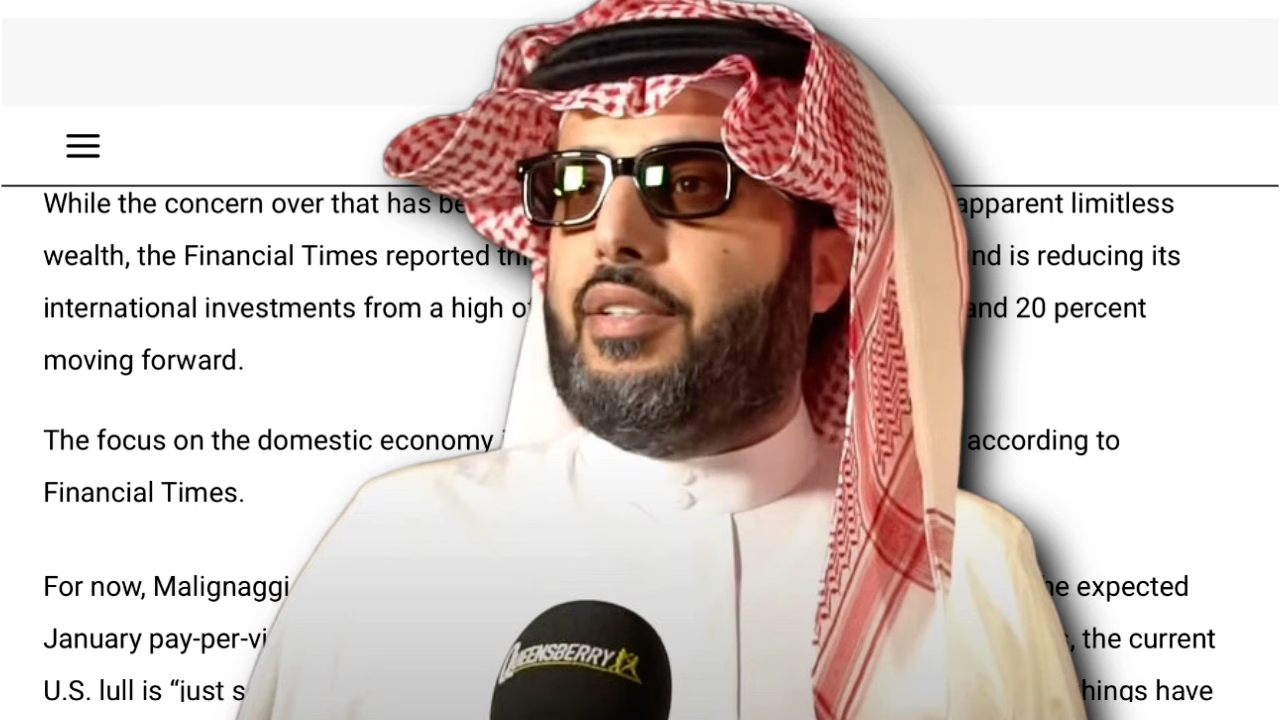 While the concern over that has be apparent limitless
wealth, the Financial Times reported nd is reducing its
international investments from a high o and 20 percent
moving forward.
The focus on the domestic economy according to
Financial Times.
For now, Malignaggi expected
January pay-per-vi , the current
U.S. lull is “just s hings have
QUEENSBERRY